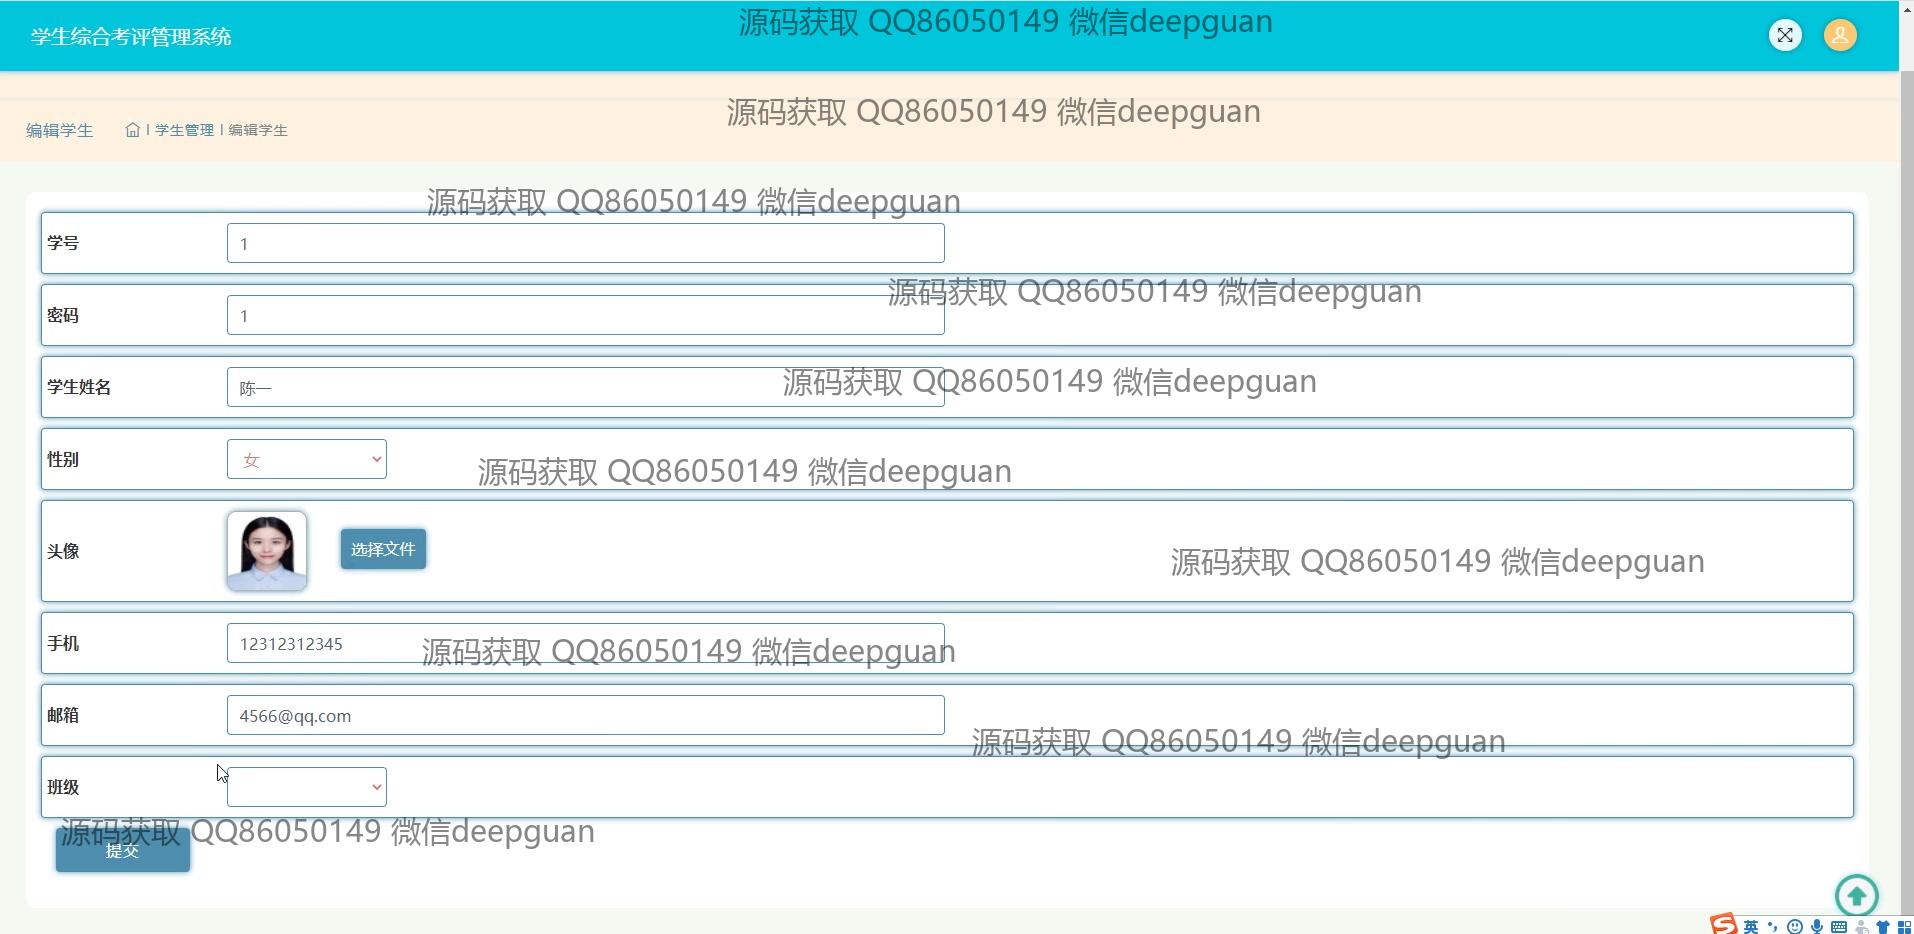 源码获取 QQ86050149 微信deepguan
学生综合考评管理系统
源码获取 QQ86050149 微信deepguan
编辑学生 | 学生管理 | 编辑学生
源码获取 QQ86050149 微信deepguan
学号 1
源码获取 QQ86050149 微信deepguan
密码 1
学生姓名 陈一
源码获取 QQ86050149 微信deepguan
性别 女
源码获取 QQ86050149 微信deepguan
头像 选择文件
源码获取 QQ86050149 微信deepguan
手机 12312312345
源码获取 QQ86050149 微信deepguan
邮箱 4566@qq.com
源码获取 QQ86050149 微信deepguan
班级
源码获取 QQ86050149 微信deepguan
提交
S 英